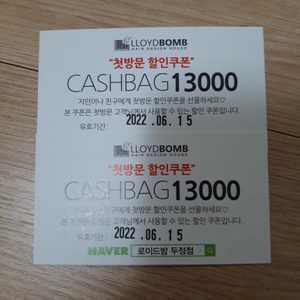 LLOYDBOMB
HAIR DESIGN HOUSE
"첫방문 할인쿠폰"
CASHBAG13000
지인이나 친구에게 첫방문 할인쿠폰을 선물하세요♡
본 쿠폰은 첫방문 고객님께서 사용할 수 있는 할인 쿠폰입니다.
유효기간 : 2022.06.15
LLOYDBOMB
HAIR DESIGN HOUSE
"첫방문 할인쿠폰"
CASHBAG13000
지인이나 친구에게 첫방문 할인쿠폰을 선물하세요♡
본 쿠폰은 첫방문 고객님께서 사용할 수 있는 할인 쿠폰입니다.
유효기간 : 2022.06.15
NAVER 로이드밤 두정점